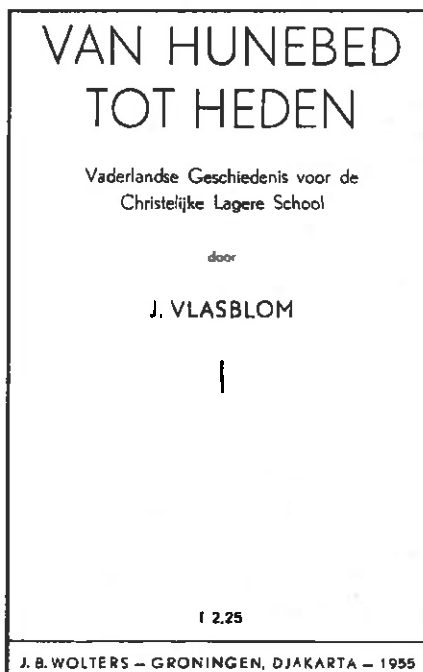 VAN HUNEBED
TOT HEDEN
Vaderlandse Geschiedenis voor de
Christelijke Lagere School
door
J. VLASBLOM
I
f 2.25
J. B. WOLTERS – GRONINGEN, DJAKARTA – 1955